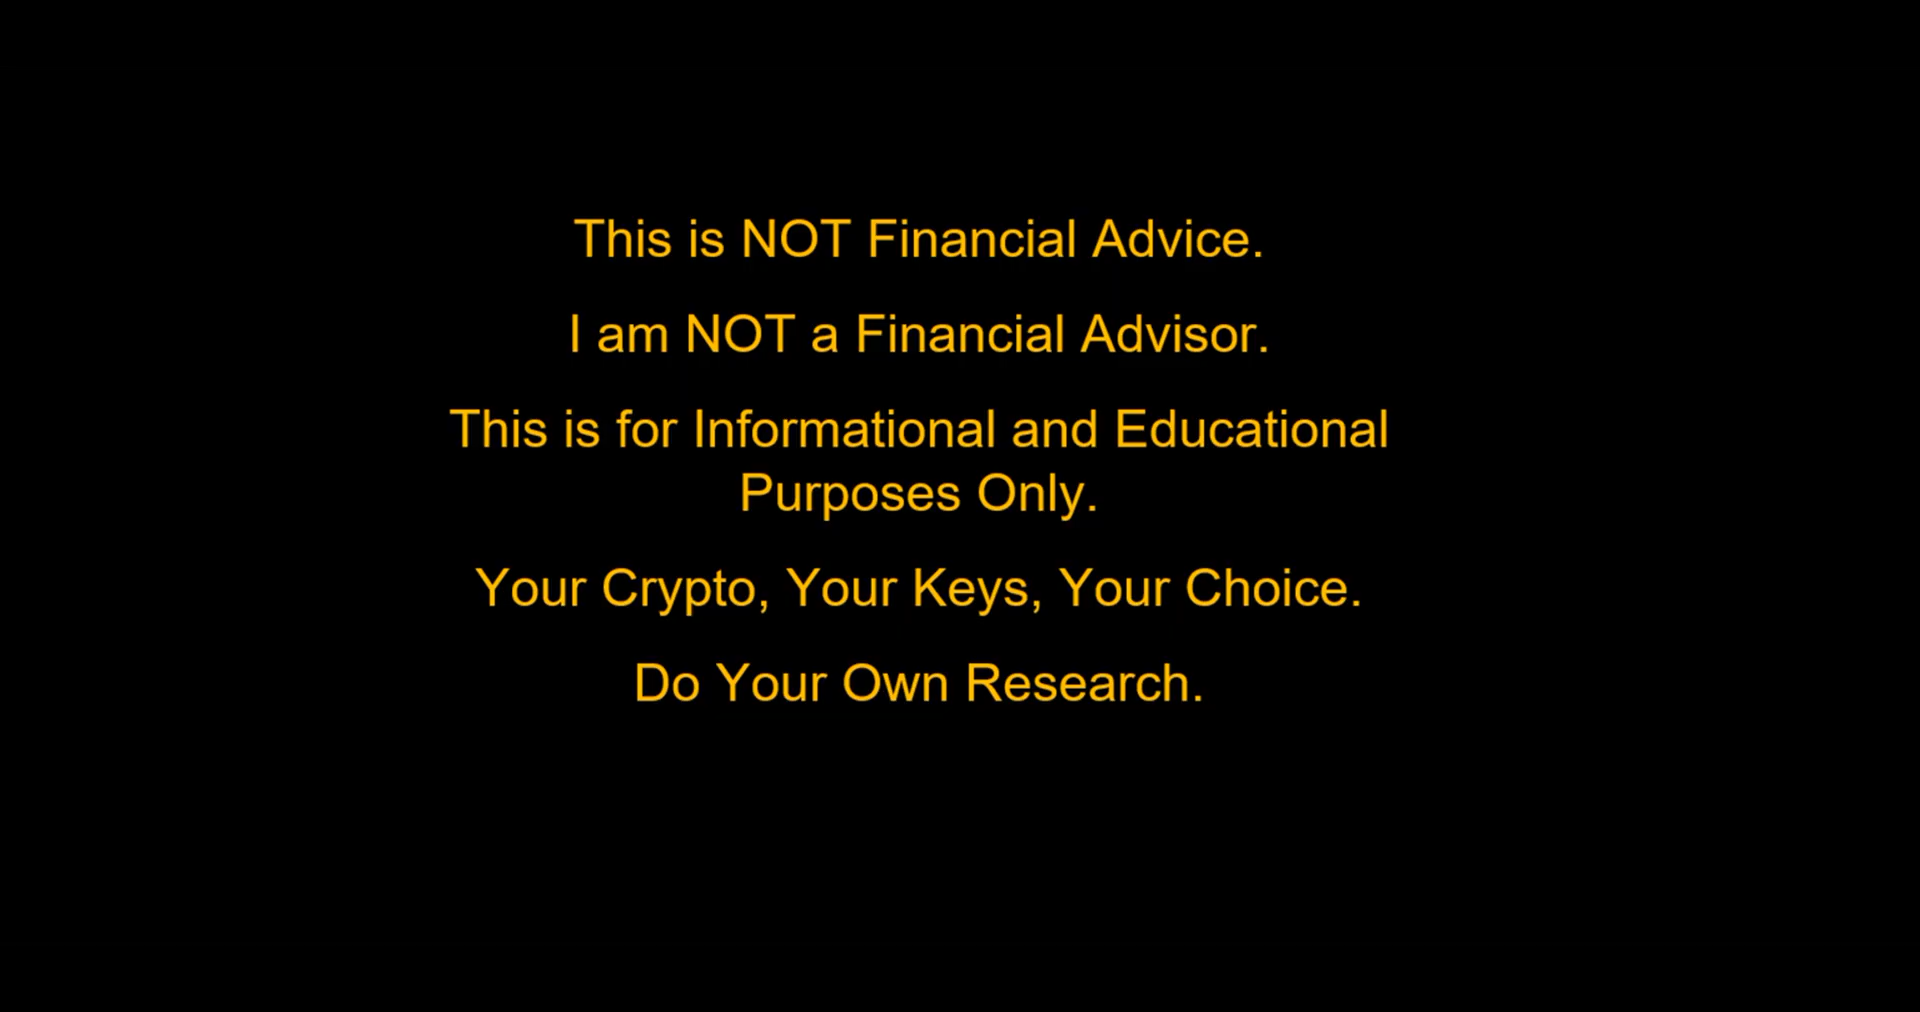 This is NOT Financial Advice.
I am NOT a Financial Advisor.
This is for Informational and Educational
Purposes Only.
Your Crypto, Your Keys, Your Choice.
Do Your Own Research.